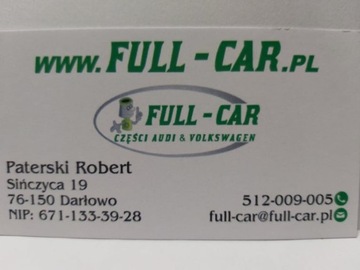 www.FULL-CAR.PL
FULL-CAR
CZĘŚCI AUDI & VOLKSWAGEN
Paterski Robert
Sińczyca 19
76-150 Darłowo
NIP: 671-133-39-28
512-009-005
full-car@full-car.pl